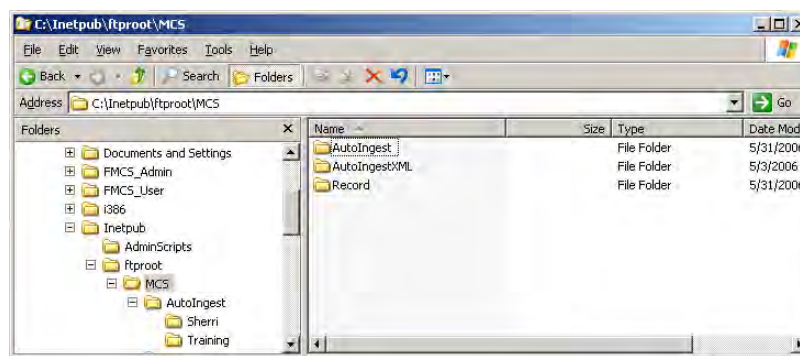 C:\Inetpub\ftproot\MCS
File Edit View Favorites Tools Help
Back Search Folders
Address C:\Inetpub\ftproot\MCS Go
Folders
Name Size Type Date Mod
Documents and Settings
FMCS_Admin
FMCS_User
i386
Inetpub
AdminScripts
ftproot
MCS
AutoIngest
Sherri
Training
AutoIngest File Folder 5/31/2006
AutoIngestXML File Folder 5/3/2006
Record File Folder 5/31/2006